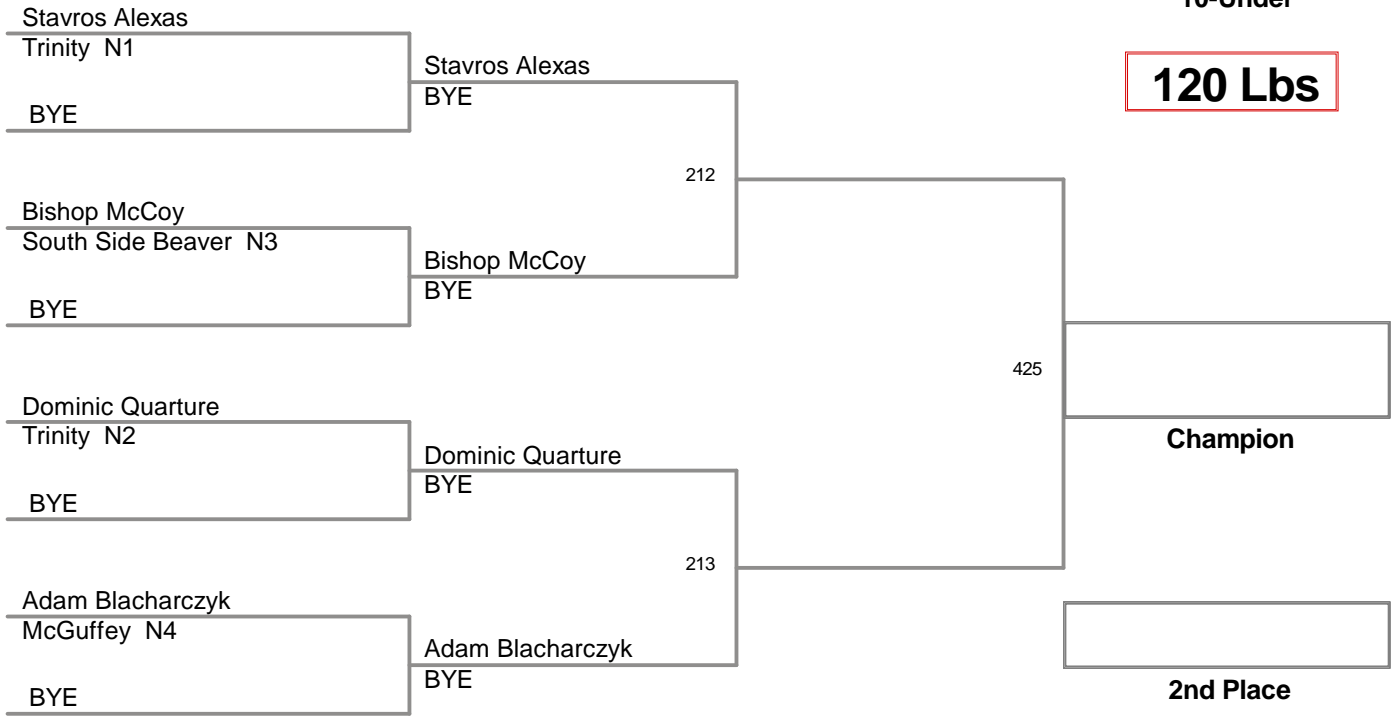 10-Under
120 Lbs
Stavros Alexas
Trinity N1
BYE
Bishop McCoy
South Side Beaver N3
BYE
Dominic Quarture
Trinity N2
BYE
Adam Blacharczyk
McGuffey N4
BYE
Stavros Alexas
BYE
Bishop McCoy
BYE
Dominic Quarture
BYE
Adam Blacharczyk
BYE
212
213
425
Champion
2nd Place